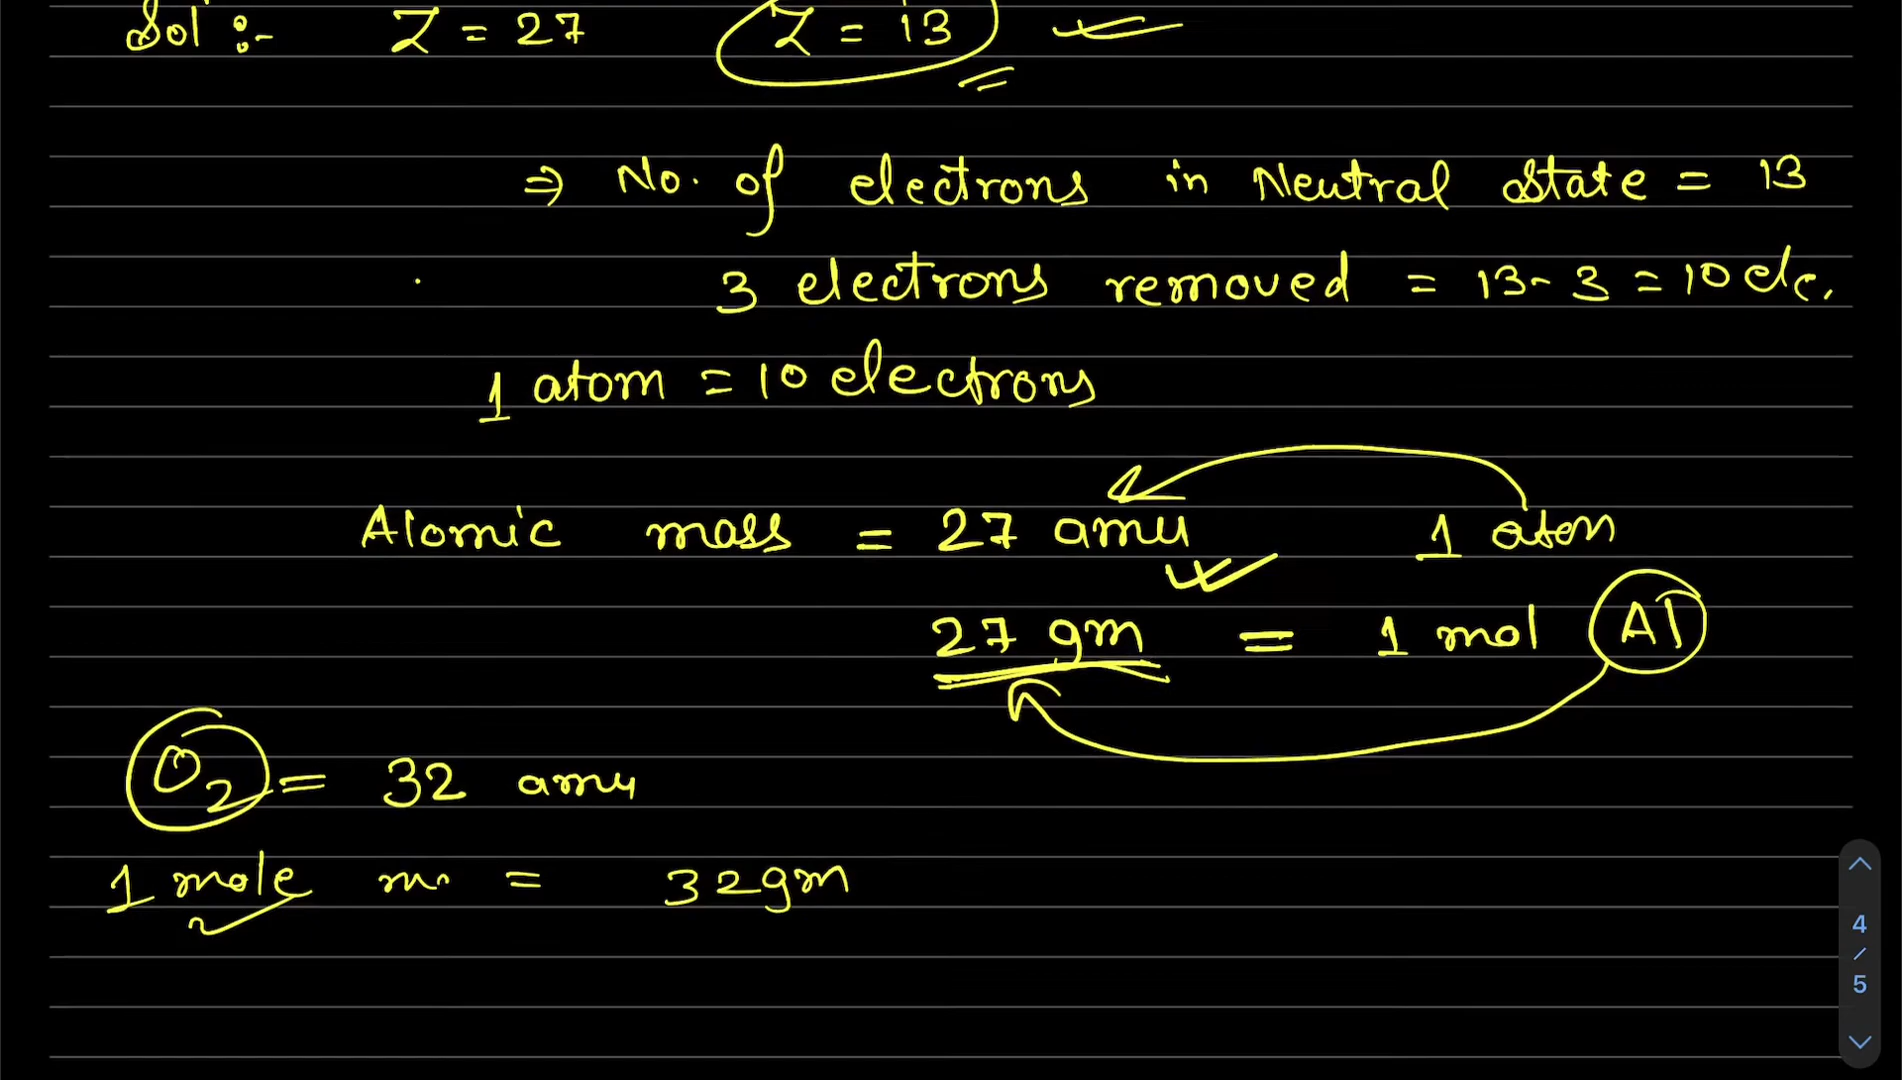 Sol :- Z = 27 Z = 13
⇒ No. of electrons in Neutral State = 13
3 electrons removed = 13 - 3 = 10 ele.
1 atom = 10 electrons
Atomic mass = 27 amu 1 atom
27 gm = 1 mol Al
O2 = 32 amu
1 mole = 32gm
4
/
5